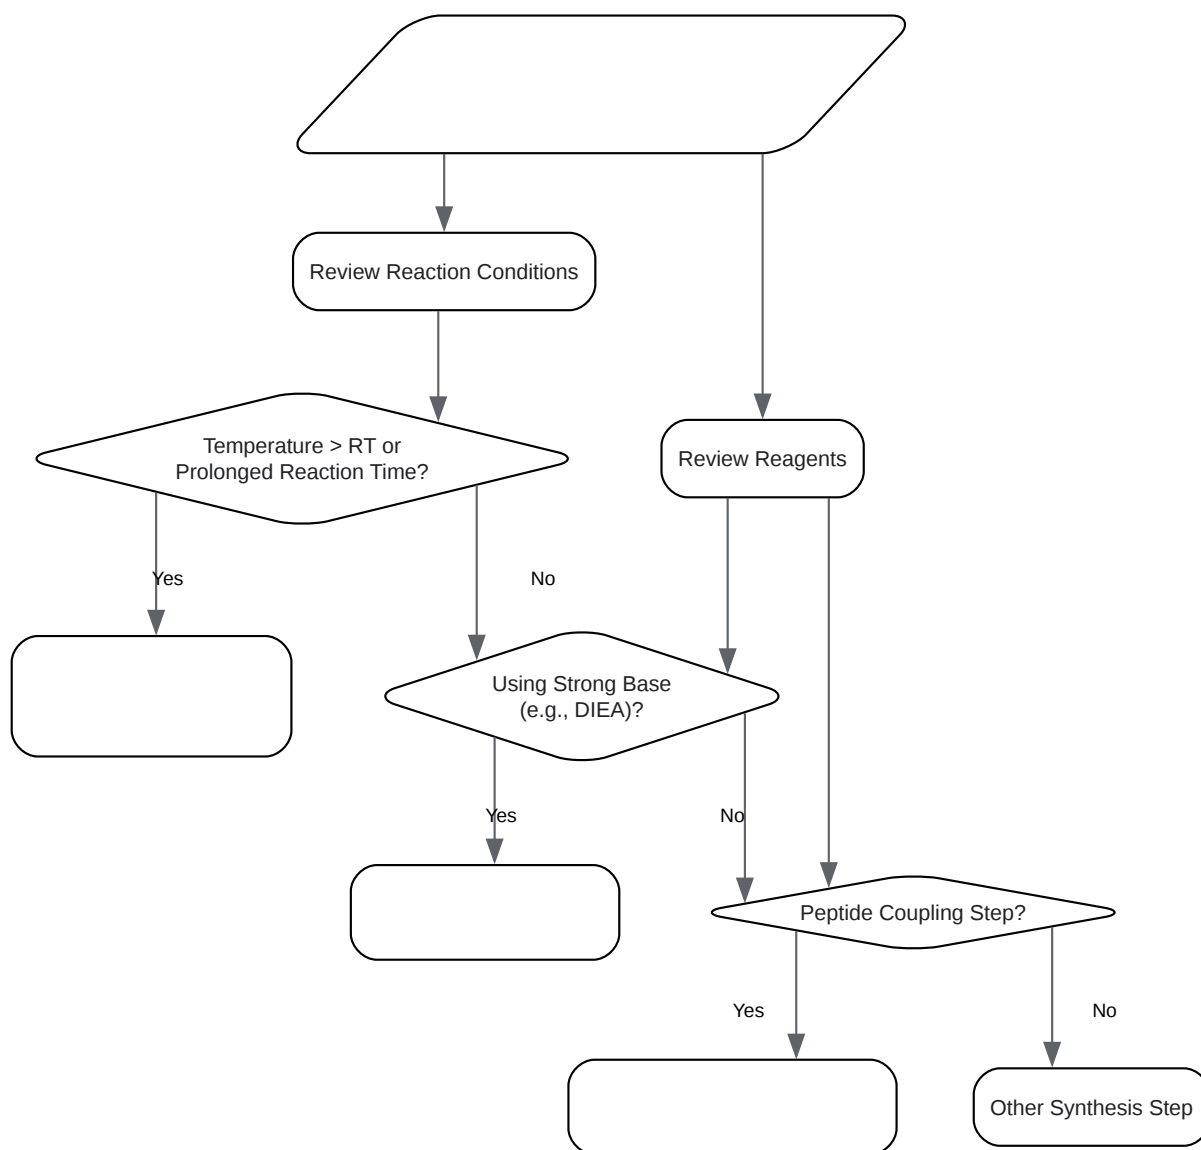 Review Reaction Conditions
Temperature > RT or
Prolonged Reaction Time?
Review Reagents
Yes
No
Using Strong Base
(e.g., DIEA)?
Yes
No
Peptide Coupling Step?
Yes
No
Other Synthesis Step